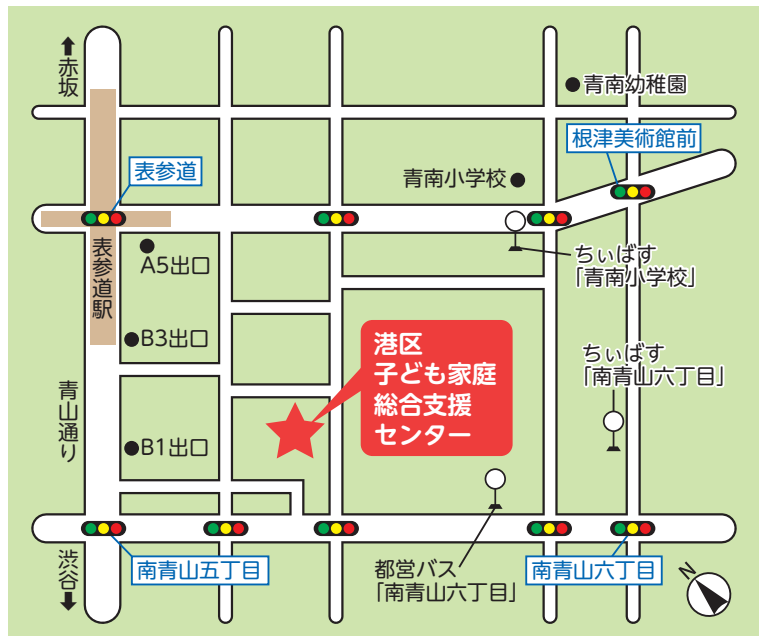 赤坂
青南幼稚園
根津美術館前
表参道
青南小学校
ちぃばす
「青南小学校」
A5出口
表参道駅
B3出口
港区
子ども家庭
総合支援
センター
ちぃばす
「南青山六丁目」
青山通り
B1出口
渋谷
南青山五丁目
都営バス
「南青山六丁目」
南青山六丁目
N